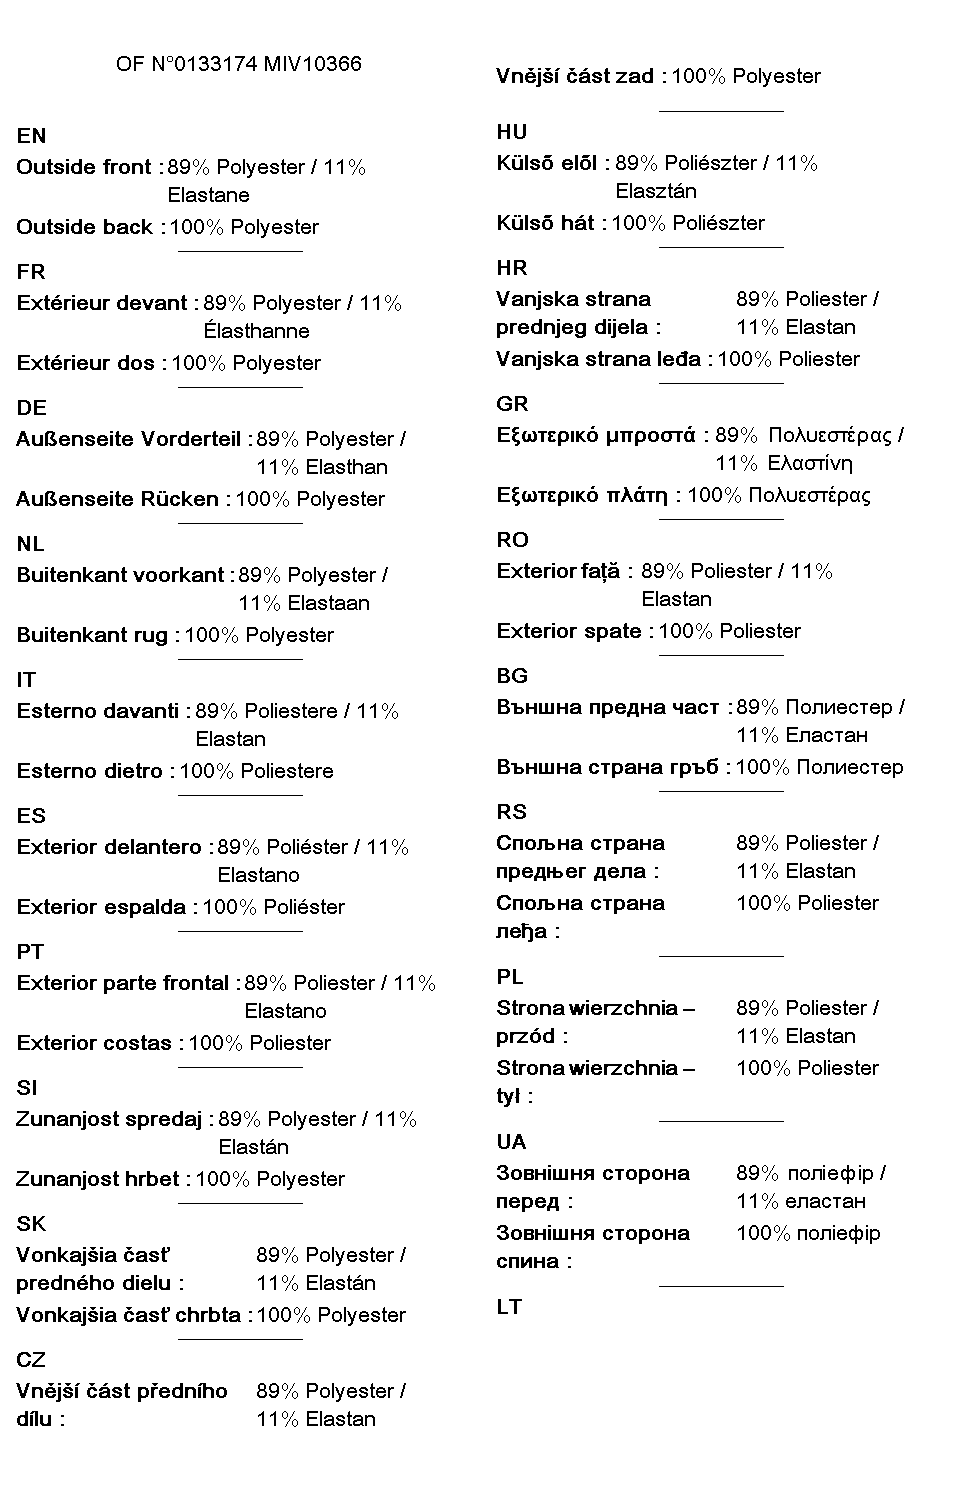 OF N°0133174 MIV10366
EN
Outside front : 89% Polyester / 11%
Elastane
Outside back : 100% Polyester
FR
Extérieur devant : 89% Polyester / 11%
Élasthanne
Extérieur dos : 100% Polyester
DE
Außenseite Vorderteil : 89% Polyester /
11% Elasthan
Außenseite Rücken : 100% Polyester
NL
Buitenkant voorkant : 89% Polyester /
11% Elastaan
Buitenkant rug : 100% Polyester
IT
Esterno davanti : 89% Poliestere / 11%
Elastan
Esterno dietro : 100% Poliestere
ES
Exterior delantero : 89% Poliéster / 11%
Elastano
Exterior espalda : 100% Poliéster
PT
Exterior parte frontal : 89% Poliester / 11%
Elastano
Exterior costas : 100% Poliester
SI
Zunanjost spredaj : 89% Polyester / 11%
Elastán
Zunanjost hrbet : 100% Polyester
SK
Vonkajšia časť 89% Polyester /
predného dielu : 11% Elastán
Vonkajšia časť chrbta : 100% Polyester
CZ
Vnější část předního 89% Polyester /
dílu : 11% Elastan
Vnější část zad : 100% Polyester
HU
Külsõ elõl : 89% Poliészter / 11%
Elasztán
Külsõ hát : 100% Poliészter
HR
Vanjska strana 89% Poliester /
prednjeg dijela : 11% Elastan
Vanjska strana leđa : 100% Poliester
GR
Εξωτερικό μπροστά : 89% Πολυεστέρας /
11% Ελαστίνη
Εξωτερικό πλάτη : 100% Πολυεστέρας
RO
Exterior față : 89% Poliester / 11%
Elastan
Exterior spate : 100% Poliester
BG
Външна предна част : 89% Полиестер /
11% Еластан
Външна страна гръб : 100% Полиестер
RS
Спољна страна 89% Poliester /
предњег дела : 11% Elastan
Спољна страна 100% Poliester
леђа :
PL
Strona wierzchnia – 89% Poliester /
przód : 11% Elastan
Strona wierzchnia – 100% Poliester
tył :
UA
Зовнішня сторона 89% поліефір /
перед : 11% еластан
Зовнішня сторона 100% поліефір
спина :
LT